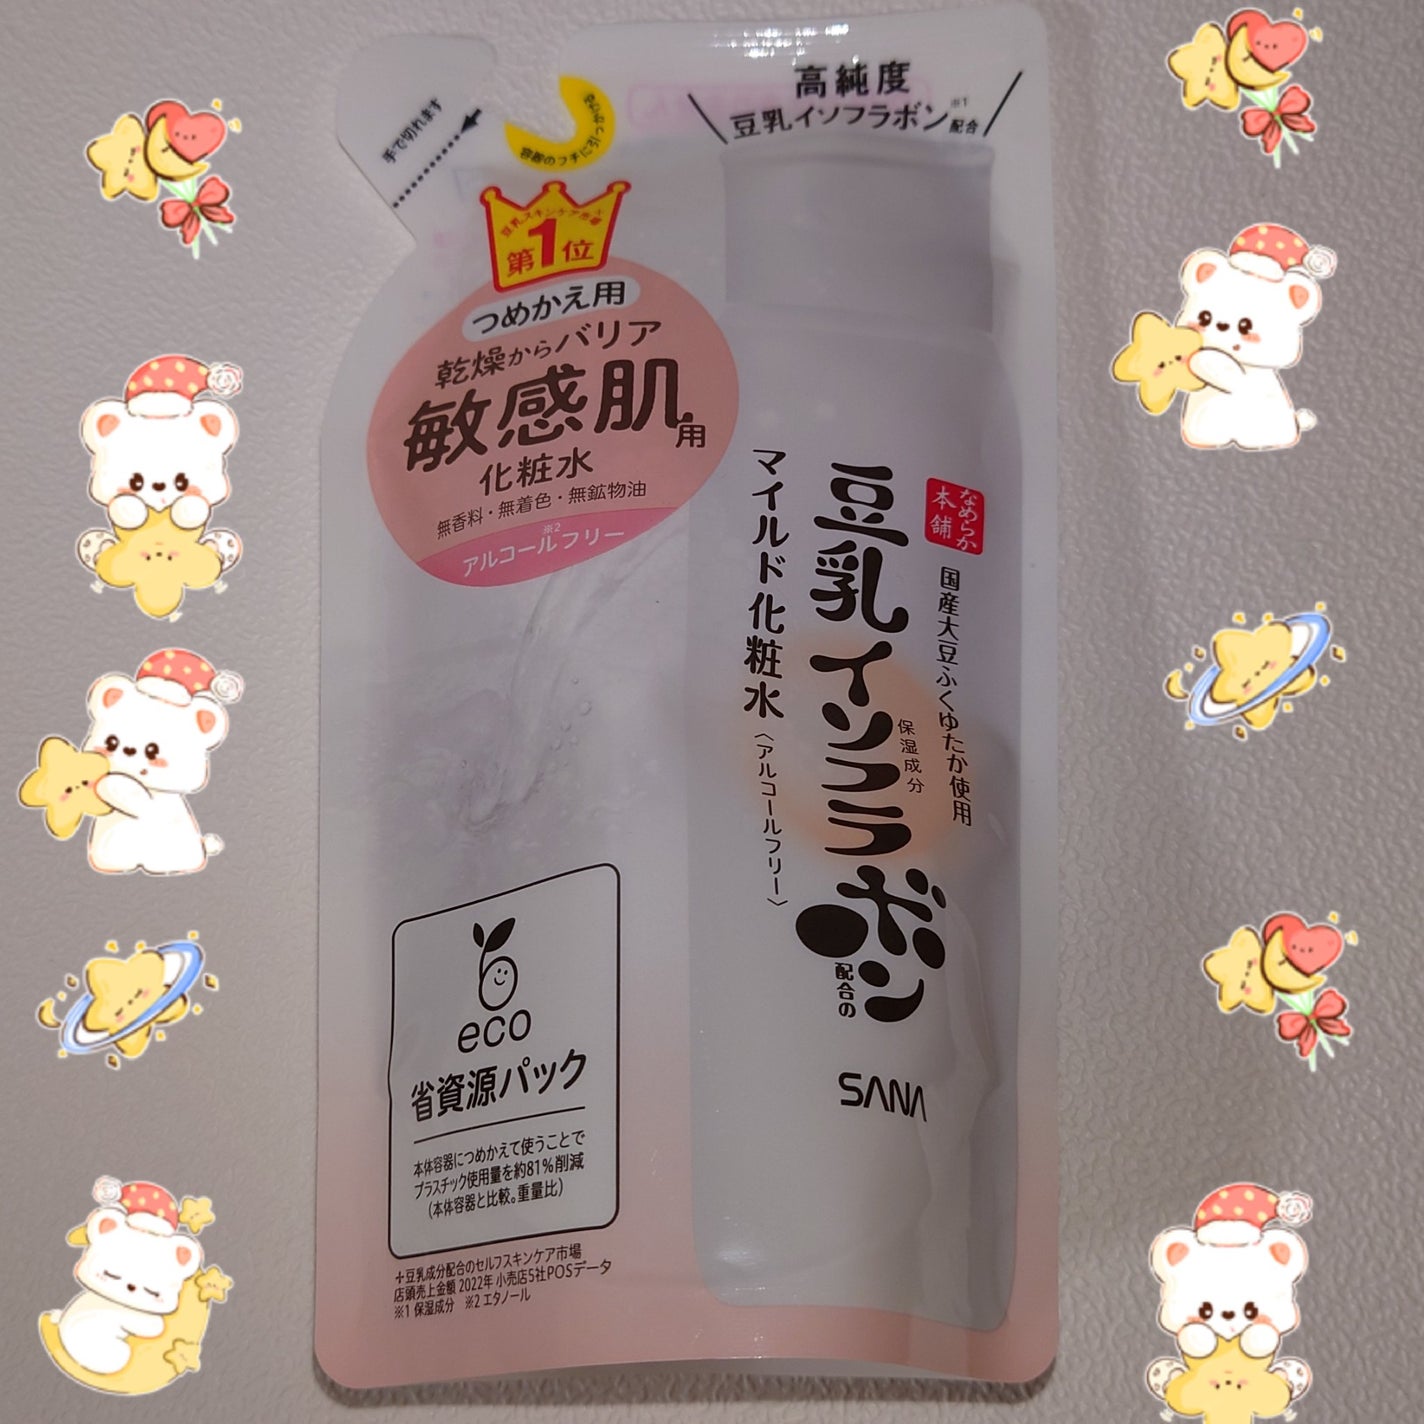 手で切れます
容器のフチに引っかける
高純度
豆乳イソフラボン※1配合
豆乳スキンケア市場✢
第1位
つめかえ用
乾燥からバリア
敏感肌用
化粧水
無香料・無着色・無鉱物油
アルコール※2フリー
なめらか本舗
国産大豆ふくゆたか使用
豆乳イソフラボン配合の
保湿成分
マイルド化粧水〈アルコールフリー〉
SANA
eco
省資源パック
本体容器につめかえて使うことで
プラスチック使用量を約81%削減
(本体容器と比較。重量比)
✢豆乳成分配合のセルフスキンケア市場
店頭売上金額 2022年 小売店5社POSデータ
※1 保湿成分 ※2 エタノール